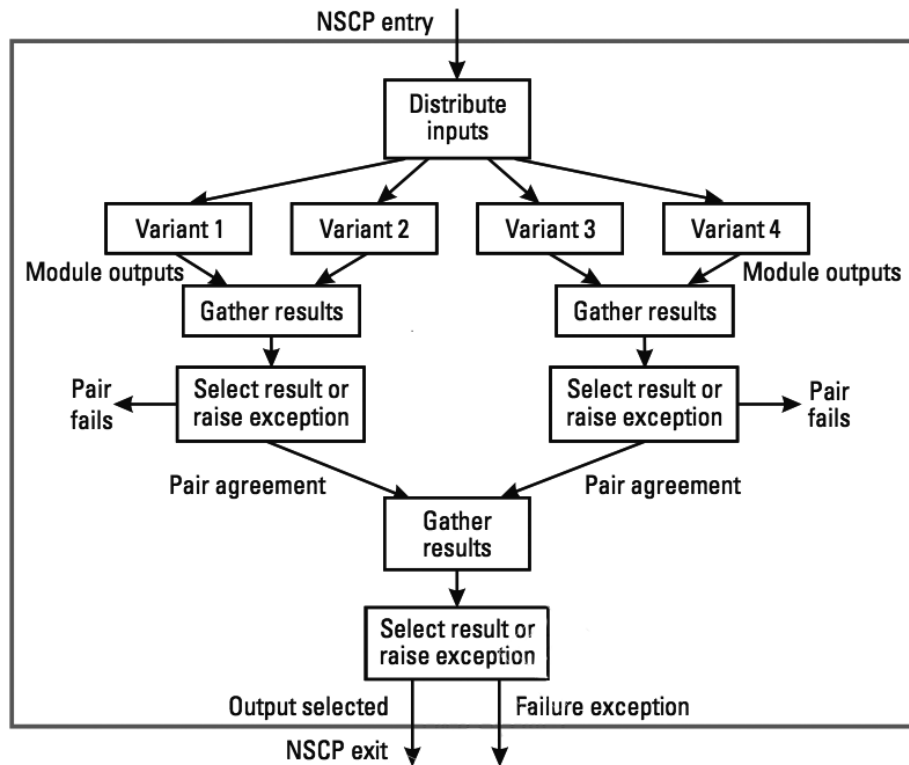 NSCP entry
Distribute
inputs
Variant 1
Variant 2
Variant 3
Variant 4
Module outputs
Module outputs
Gather results
Gather results
Pair
fails
Select result or
raise exception
Select result or
raise exception
Pair
fails
Pair agreement
Pair agreement
Gather
results
Select result or
raise exception
Output selected
Failure exception
NSCP exit